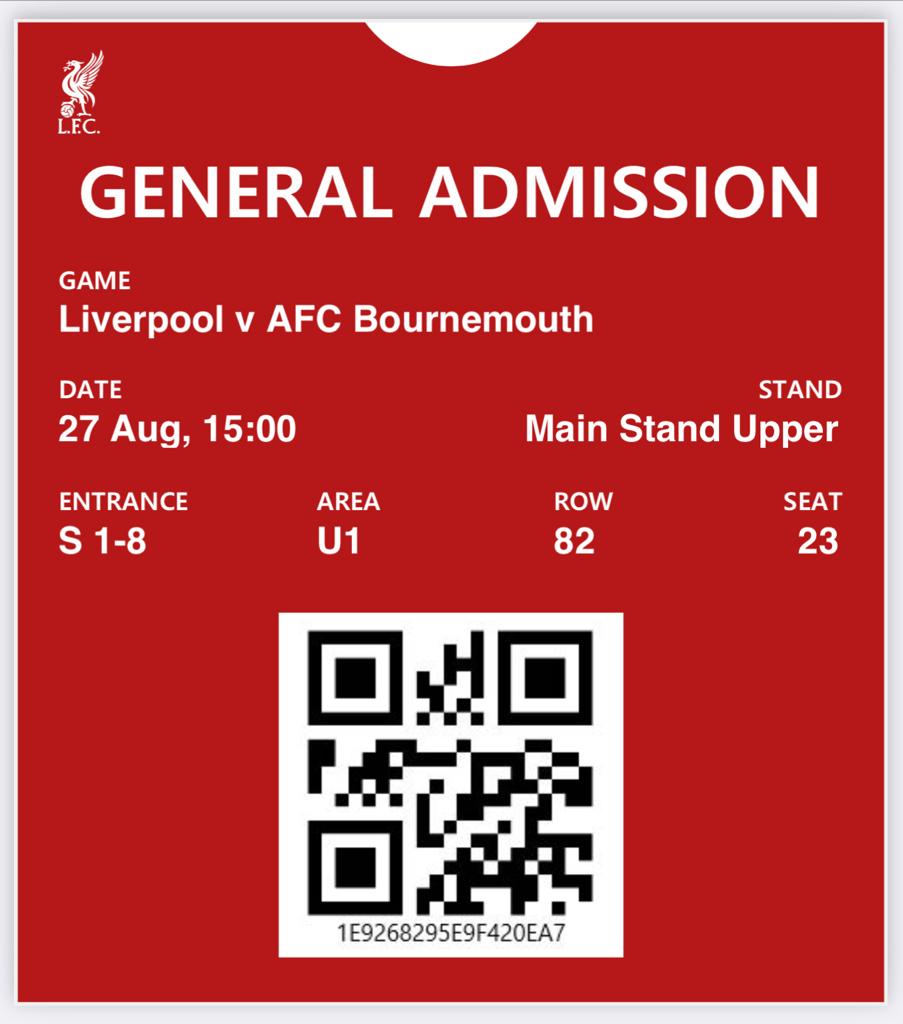 L.F.C.
GENERAL ADMISSION
GAME
Liverpool v AFC Bournemouth
DATE STAND
27 Aug, 15:00 Main Stand Upper
ENTRANCE AREA ROW SEAT
S 1-8 U1 82 23
1E9268295E9F420EA7